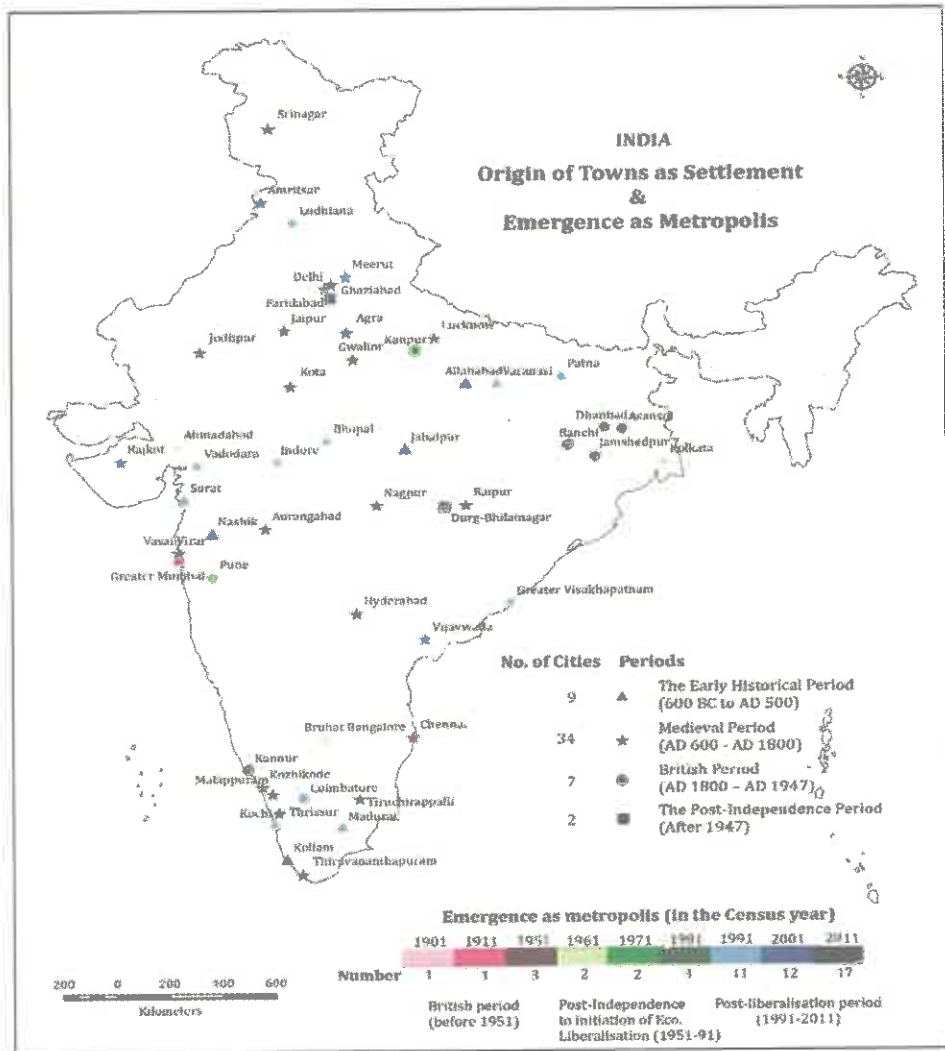 INDIA
Origin of Towns as Settlement
&
Emergence as Metropolis
Srinagar
Amritsar
Ludhiana
Delhi
Meerut
Ghaziabad
Faridabad
Jaipur
Agra
Lucknow
Jodhpur
Gwalior
Kanpur
Kota
Allahabad
Varanasi
Patna
Dhanbad
Asansol
Ranchi
Jamshedpur
Kolkata
Ahmadabad
Bhopal
Jabalpur
Rajkot
Vadodara
Indore
Surat
Nagpur
Raipur
Durg-Bhilainagar
Nashik
Aurangabad
Vasai Virar
Greater Mumbai
Pune
Hyderabad
Greater Visakhapatnam
Vijaywada
Bruhat Bangalore
Chennai
Kannur
Malappuram
Kozhikode
Coimbatore
Tiruchirappalli
Kochi
Thrissur
Madurai
Kollam
Thiruvananthapuram
No. of Cities Periods
9 The Early Historical Period
(600 BC to AD 500)
34 Medieval Period
(AD 600 - AD 1800)
7 British Period
(AD 1800 - AD 1947)
2 The Post-Independence Period
(After 1947)
Emergence as metropolis (in the Census year)
1901 1911 1951 1961 1971 1991 2001 2011
Number 1 1 3 2 2 4 11 12 17
British period
(before 1951)
Post-Independence
to initiation of Eco.
Liberalisation (1951-91)
Post-liberalisation period
(1991-2011)
200 0 200 400 600
Kilometers